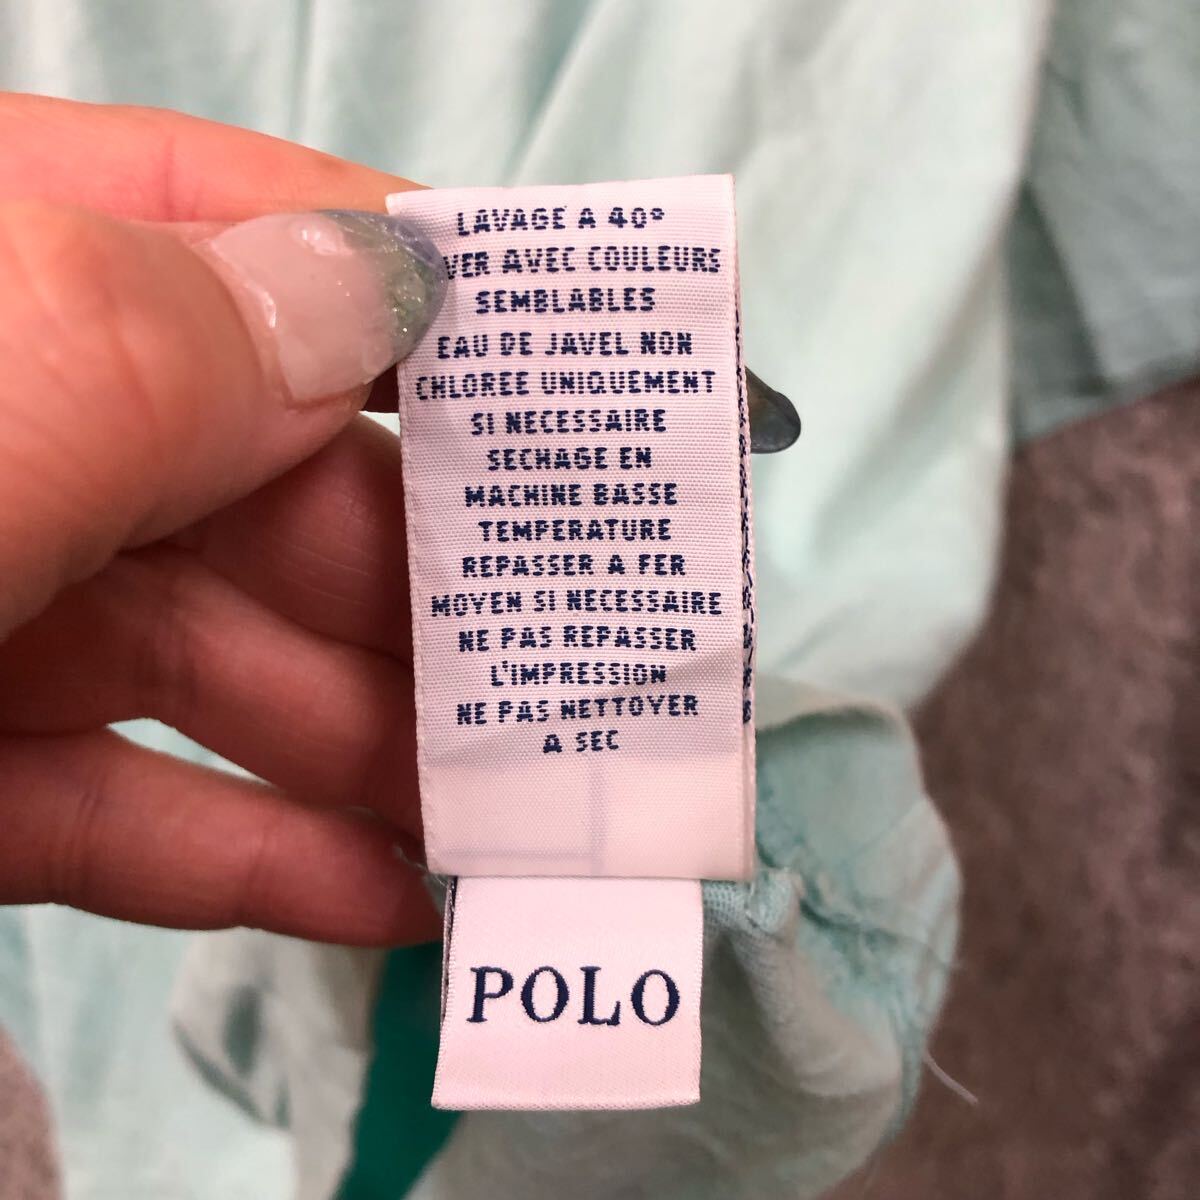 LAVAGE A 40°
AVEC COULEURS
SEMBLABLES
EAU DE JAVEL NON
CHLOREE UNIQUEMENT
SI NECESSAIRE
SECHAGE EN
MACHINE BASSE
TEMPERATURE
REPASSER A FER
MOYEN SI NECESSAIRE
NE PAS REPASSER
L'IMPRESSION
NE PAS NETTOYER
A SEC
POLO